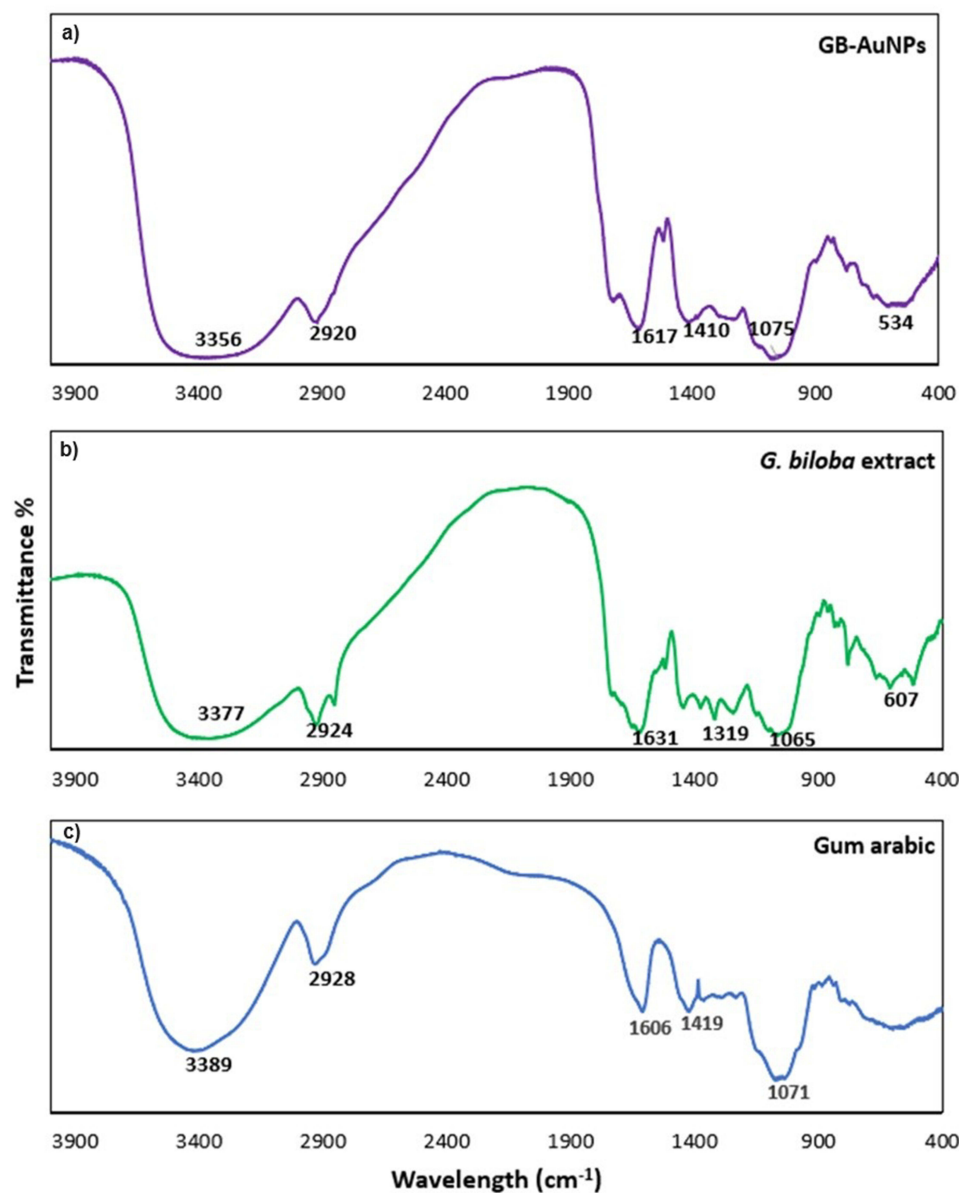 a)
GB-AuNPs
3356
2920
1617
1410
1075
534
3900 3400 2900 2400 1900 1400 900 400
b)
G. biloba extract
3377
2924
1631
1319
1065
607
3900 3400 2900 2400 1900 1400 900 400
c)
Gum arabic
3389
2928
1606
1419
1071
3900 3400 2900 2400 1900 1400 900 400
Transmittance %
Wavelength (cm⁻¹)